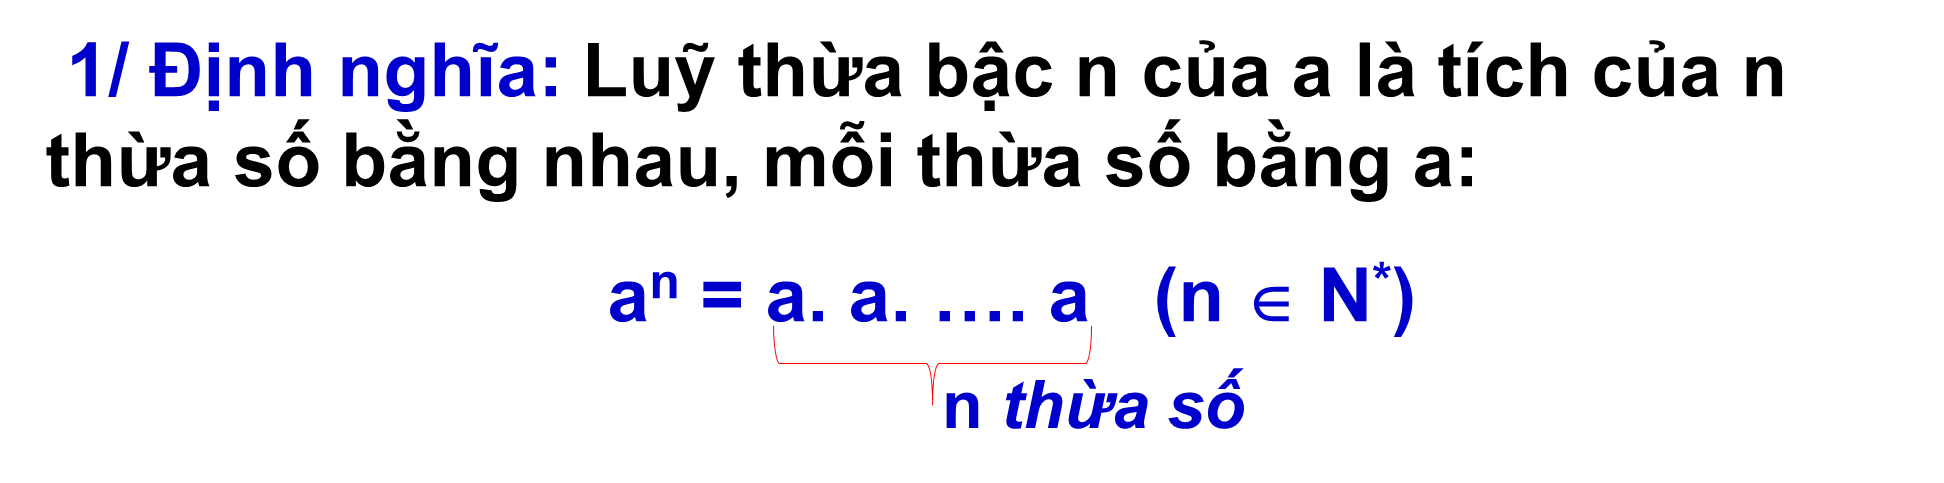 1/ Định nghĩa: Luỹ thừa bậc n của a là tích của n
thừa số bằng nhau, mỗi thừa số bằng a:
aⁿ = a. a. …. a (n ∈ N*)
n thừa số